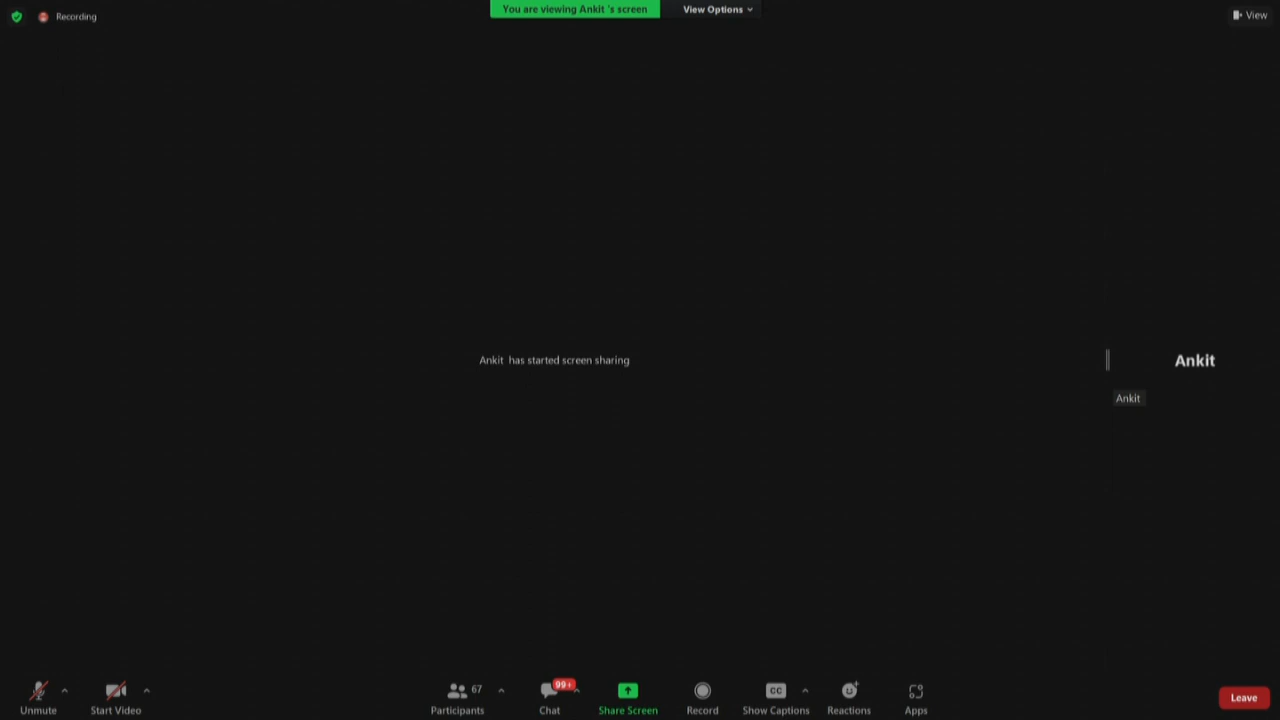 Recording
You are viewing Ankit 's screen
View Options
View
Ankit has started screen sharing
Ankit
Ankit
Unmute
Start Video
Participants
67
Chat
99+
Share Screen
Record
CC
Show Captions
Reactions
Apps
Leave